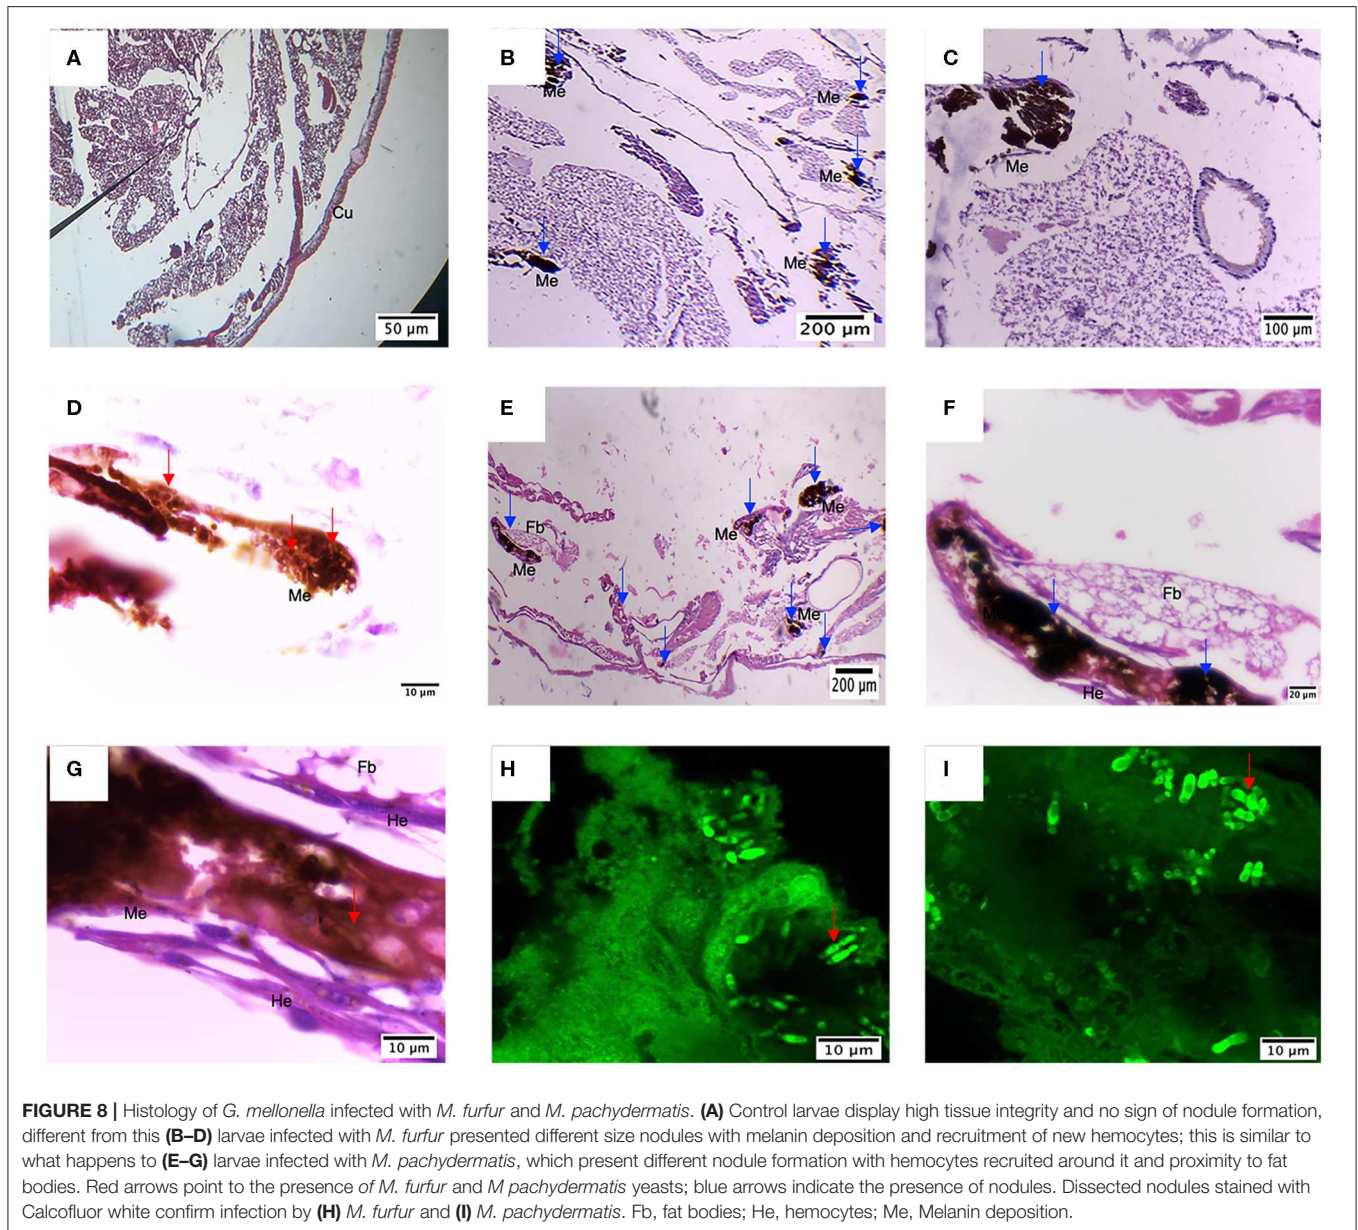 A
Cu
50 µm
B
Me
Me
Me
Me
Me
200 µm
C
Me
100 µm
D
Me
10 µm
E
Fb
Me
Me
Me
Me
200 µm
F
Fb
Me
He
20 µm
G
Fb
He
Me
He
10 µm
H
10 µm
I
10 µm
FIGURE 8 | Histology of G. mellonella infected with M. furfur and M. pachydermatis. (A) Control larvae display high tissue integrity and no sign of nodule formation,
different from this (B–D) larvae infected with M. furfur presented different size nodules with melanin deposition and recruitment of new hemocytes; this is similar to
what happens to (E–G) larvae infected with M. pachydermatis, which present different nodule formation with hemocytes recruited around it and proximity to fat
bodies. Red arrows point to the presence of M. furfur and M pachydermatis yeasts; blue arrows indicate the presence of nodules. Dissected nodules stained with
Calcofluor white confirm infection by (H) M. furfur and (I) M. pachydermatis. Fb, fat bodies; He, hemocytes; Me, Melanin deposition.